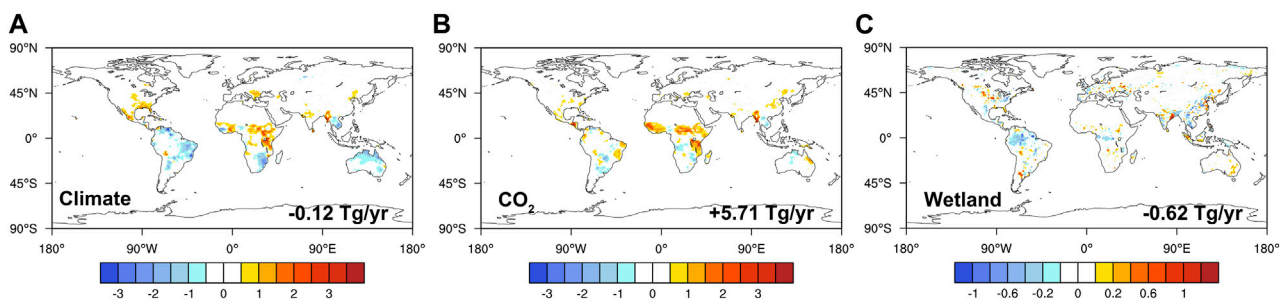 A
90°N
45°N
0°
45°S
90°S
Climate
-0.12 Tg/yr
180°
90°W
0°
90°E
180°
-3
-2
-1
0
1
2
3
B
90°N
45°N
0°
45°S
90°S
CO₂
+5.71 Tg/yr
180°
90°W
0°
90°E
180°
-3
-2
-1
0
1
2
3
C
90°N
45°N
0°
45°S
90°S
Wetland
-0.62 Tg/yr
180°
90°W
0°
90°E
180°
-1
-0.6
-0.2
0
0.2
0.6
1